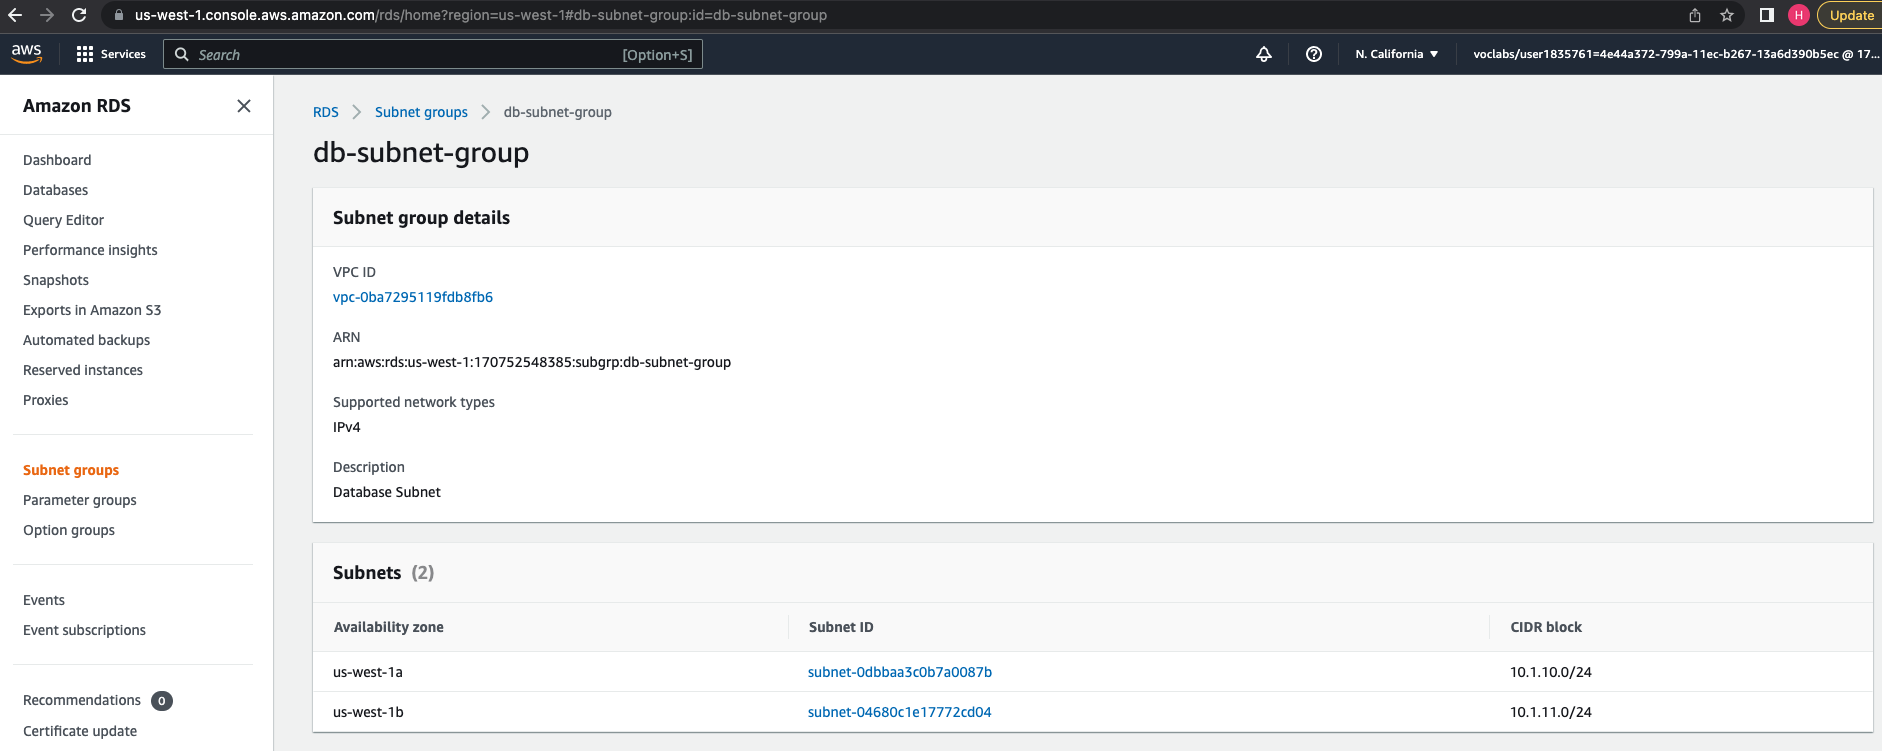 us-west-1.console.aws.amazon.com/rds/home?region=us-west-1#db-subnet-group:id=db-subnet-group
H
Update
aws
Services
Search
[Option+S]
N. California
voclabs/user1835761=4e44a372-799a-11ec-b267-13a6d390b5ec @ 17...
Amazon RDS
Dashboard
Databases
Query Editor
Performance insights
Snapshots
Exports in Amazon S3
Automated backups
Reserved instances
Proxies
Subnet groups
Parameter groups
Option groups
Events
Event subscriptions
Recommendations 0
Certificate update
RDS > Subnet groups > db-subnet-group
db-subnet-group
Subnet group details
VPC ID
vpc-0ba7295119fdb8fb6
ARN
arn:aws:rds:us-west-1:170752548385:subgrp:db-subnet-group
Supported network types
IPv4
Description
Database Subnet
Subnets (2)
Availability zone Subnet ID CIDR block
us-west-1a subnet-0dbbaa3c0b7a0087b 10.1.10.0/24
us-west-1b subnet-04680c1e17772cd04 10.1.11.0/24